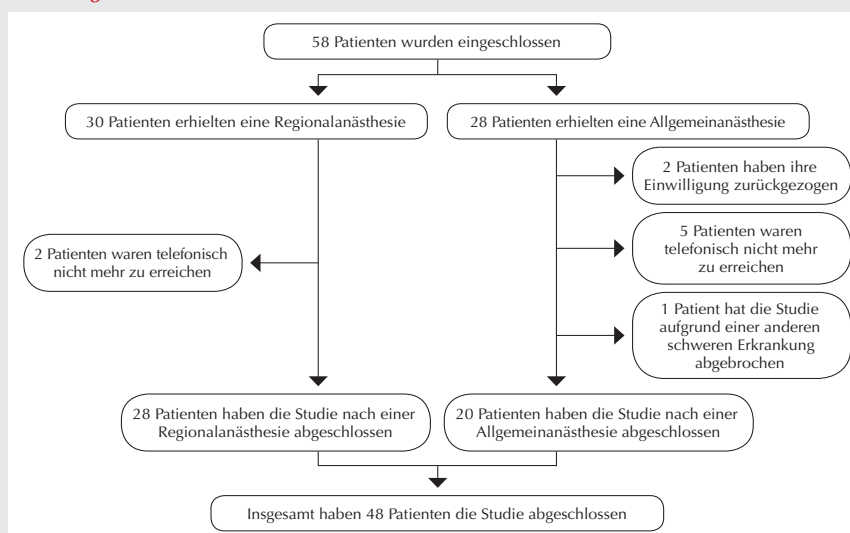 58 Patienten wurden eingeschlossen
30 Patienten erhielten eine Regionalanästhesie
28 Patienten erhielten eine Allgemeinanästhesie
2 Patienten haben ihre
Einwilligung zurückgezogen
2 Patienten waren telefonisch
nicht mehr zu erreichen
5 Patienten waren
telefonisch nicht mehr
zu erreichen
1 Patient hat die Studie
aufgrund einer anderen
schweren Erkrankung
abgebrochen
28 Patienten haben die Studie nach einer
Regionalanästhesie abgeschlossen
20 Patienten haben die Studie nach einer
Allgemeinanästhesie abgeschlossen
Insgesamt haben 48 Patienten die Studie abgeschlossen